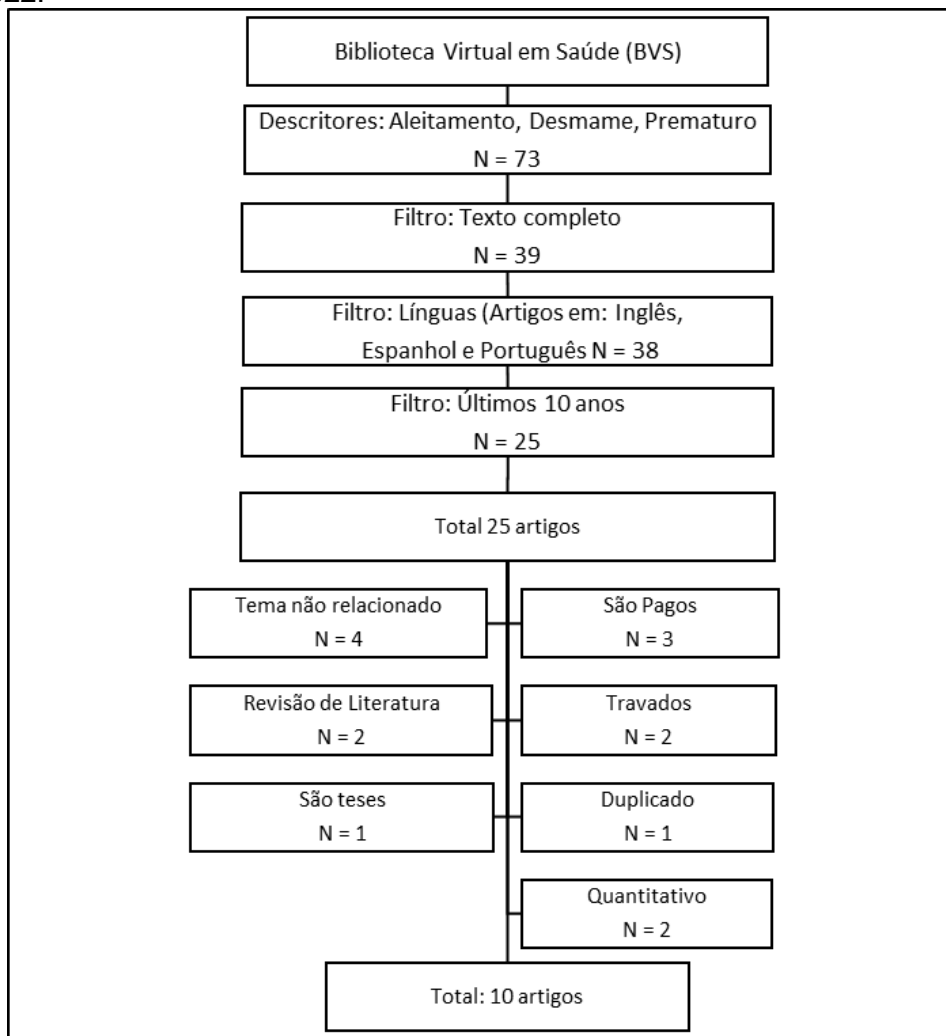 Biblioteca Virtual em Saúde (BVS)
Descritores: Aleitamento, Desmame, Prematuro
N = 73
Filtro: Texto completo
N = 39
Filtro: Línguas (Artigos em: Inglês,
Espanhol e Português N = 38
Filtro: Últimos 10 anos
N = 25
Total 25 artigos
Tema não relacionado
N = 4
São Pagos
N = 3
Revisão de Literatura
N = 2
Travados
N = 2
São teses
N = 1
Duplicado
N = 1
Quantitativo
N = 2
Total: 10 artigos